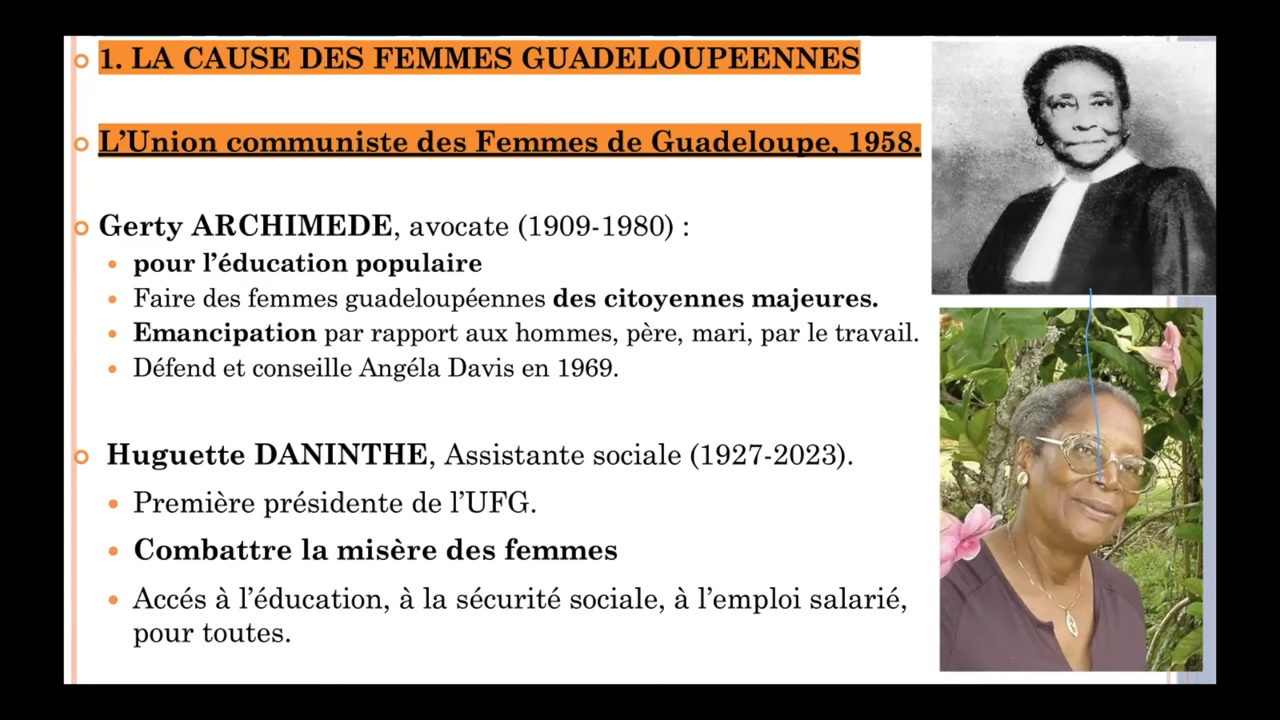 1. LA CAUSE DES FEMMES GUADELOUPEENNES
L’Union communiste des Femmes de Guadeloupe, 1958.
Gerty ARCHIMEDE, avocate (1909-1980) :
pour l’éducation populaire
Faire des femmes guadeloupéennes des citoyennes majeures.
Emancipation par rapport aux hommes, père, mari, par le travail.
Défend et conseille Angéla Davis en 1969.
Huguette DANINTHE, Assistante sociale (1927-2023).
Première présidente de l’UFG.
Combattre la misère des femmes
Accés à l’éducation, à la sécurité sociale, à l’emploi salarié,
pour toutes.